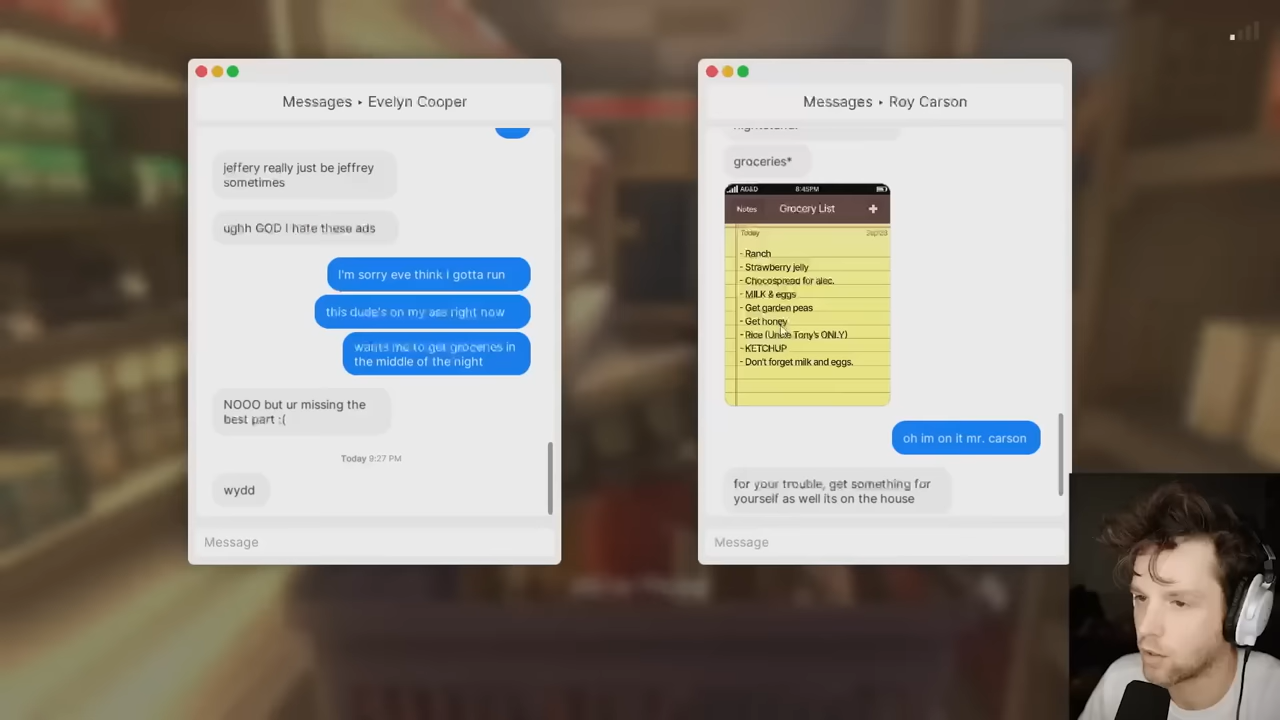 Messages ▸ Evelyn Cooper
jeffery really just be jeffrey
sometimes
ughh GOD I hate these ads
I'm sorry eve think i gotta run
this dude's on my ass right now
wants me to get groceries in
the middle of the night
NOOO but ur missing the
best part :(
Today 9:27 PM
wydd
Message
Messages ▸ Roy Carson
groceries*
8:45PM
Notes
Grocery List
+
Today
- Ranch
- Strawberry jelly
- Chocospread for alec.
- MILK & eggs
- Get garden peas
- Get honey
- Rice (Uncle Tony's ONLY)
- KETCHUP
- Don't forget milk and eggs.
oh im on it mr. carson
for your trouble, get something for
yourself as well its on the house
Message